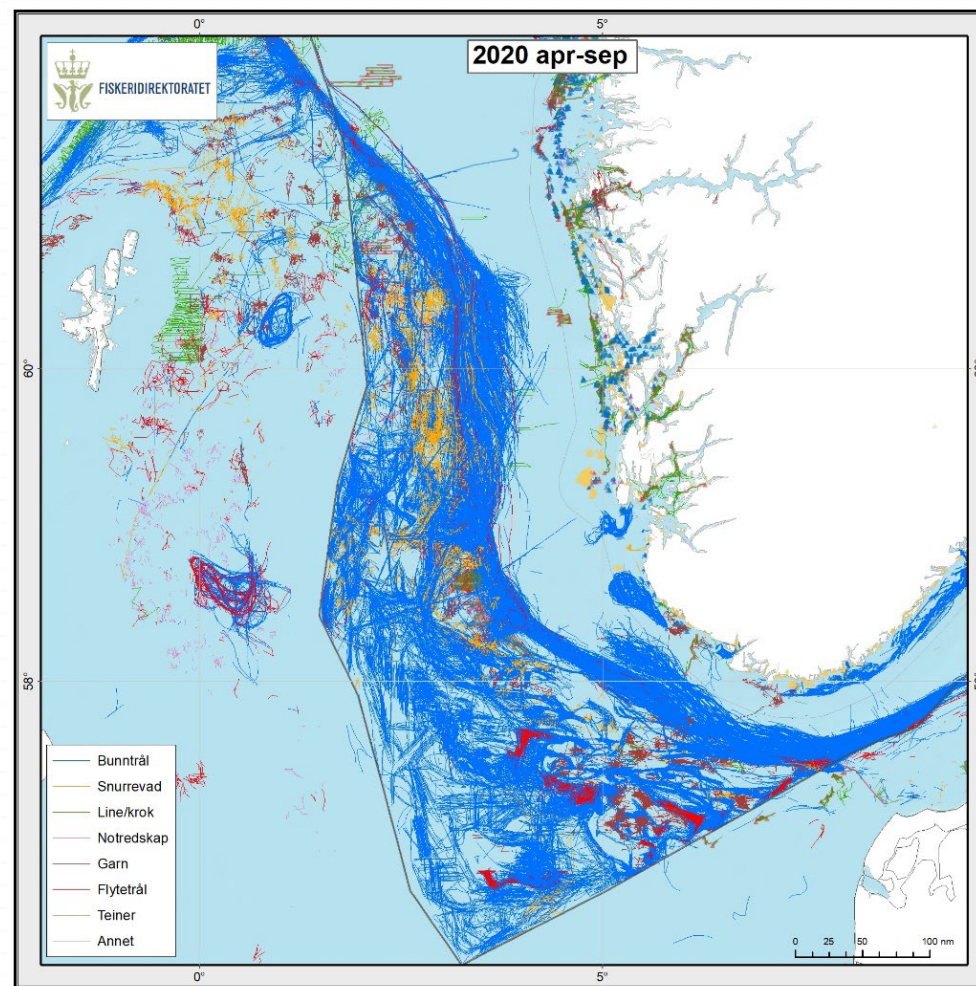 0°
5°
2020 apr-sep
FISKERIDIREKTORATET
60°
58°
Bunntrål
Snurrevad
Line/krok
Notredskap
Garn
Flytetrål
Teiner
Annet
0 25 50 100 nm
0°
5°